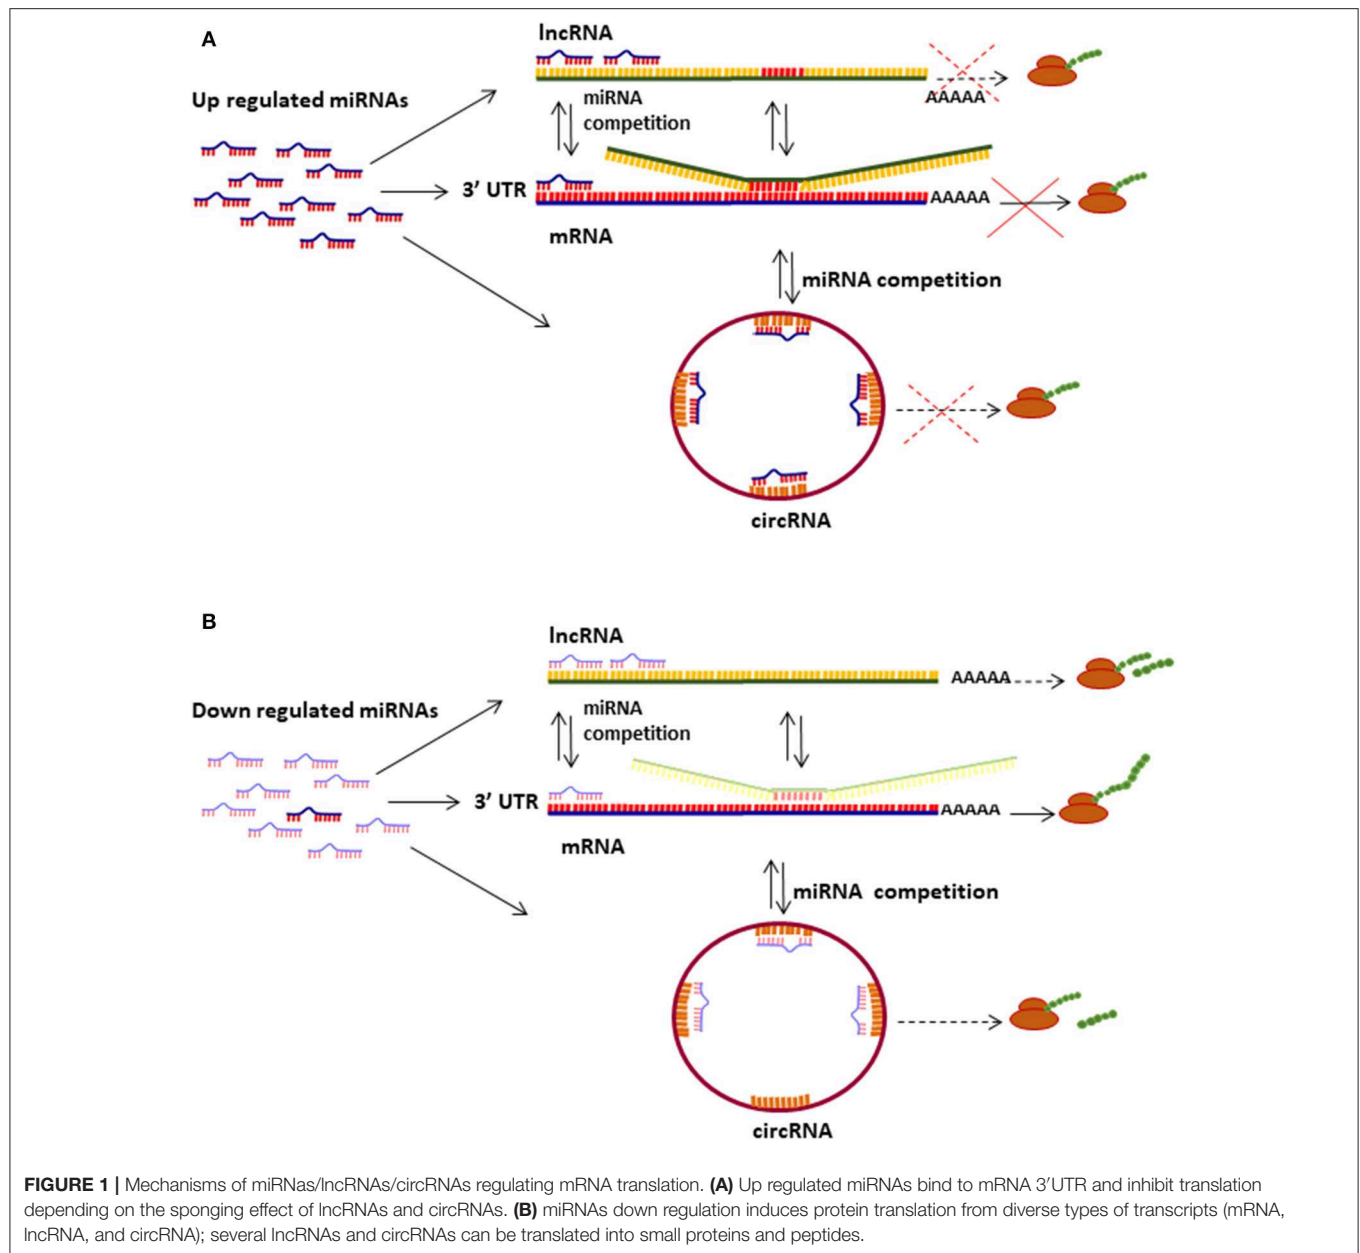 A
lncRNA
Up regulated miRNAs
AAAAA
miRNA
competition
3′ UTR
AAAAA
mRNA
miRNA competition
circRNA
B
lncRNA
AAAAA
Down regulated miRNAs
miRNA
competition
3′ UTR
AAAAA
mRNA
miRNA competition
circRNA
FIGURE 1 | Mechanisms of miRNas/lncRNAs/circRNAs regulating mRNA translation. (A) Up regulated miRNAs bind to mRNA 3′UTR and inhibit translation
depending on the sponging effect of lncRNAs and circRNAs. (B) miRNAs down regulation induces protein translation from diverse types of transcripts (mRNA,
lncRNA, and circRNA); several lncRNAs and circRNAs can be translated into small proteins and peptides.